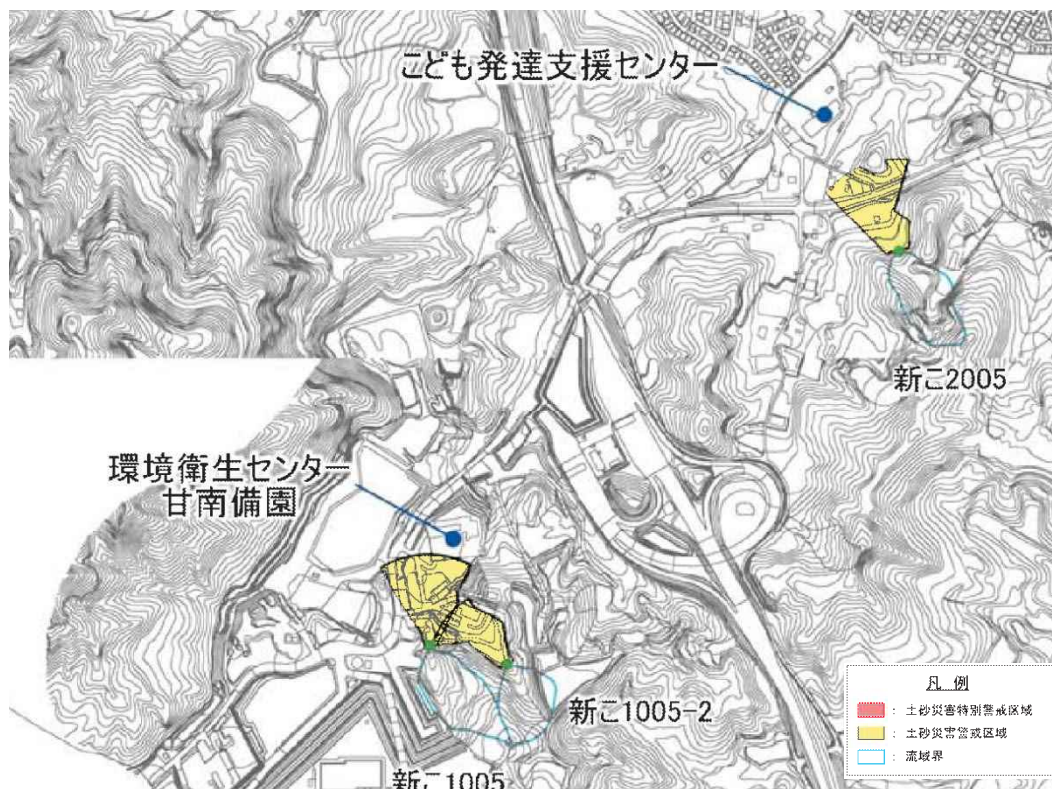 こども発達支援センター
新こ2005
環境衛生センター
甘南備園
新こ1005-2
新こ1005
凡 例
: 土砂災害特別警戒区域
: 土砂災害警戒区域
: 流域界